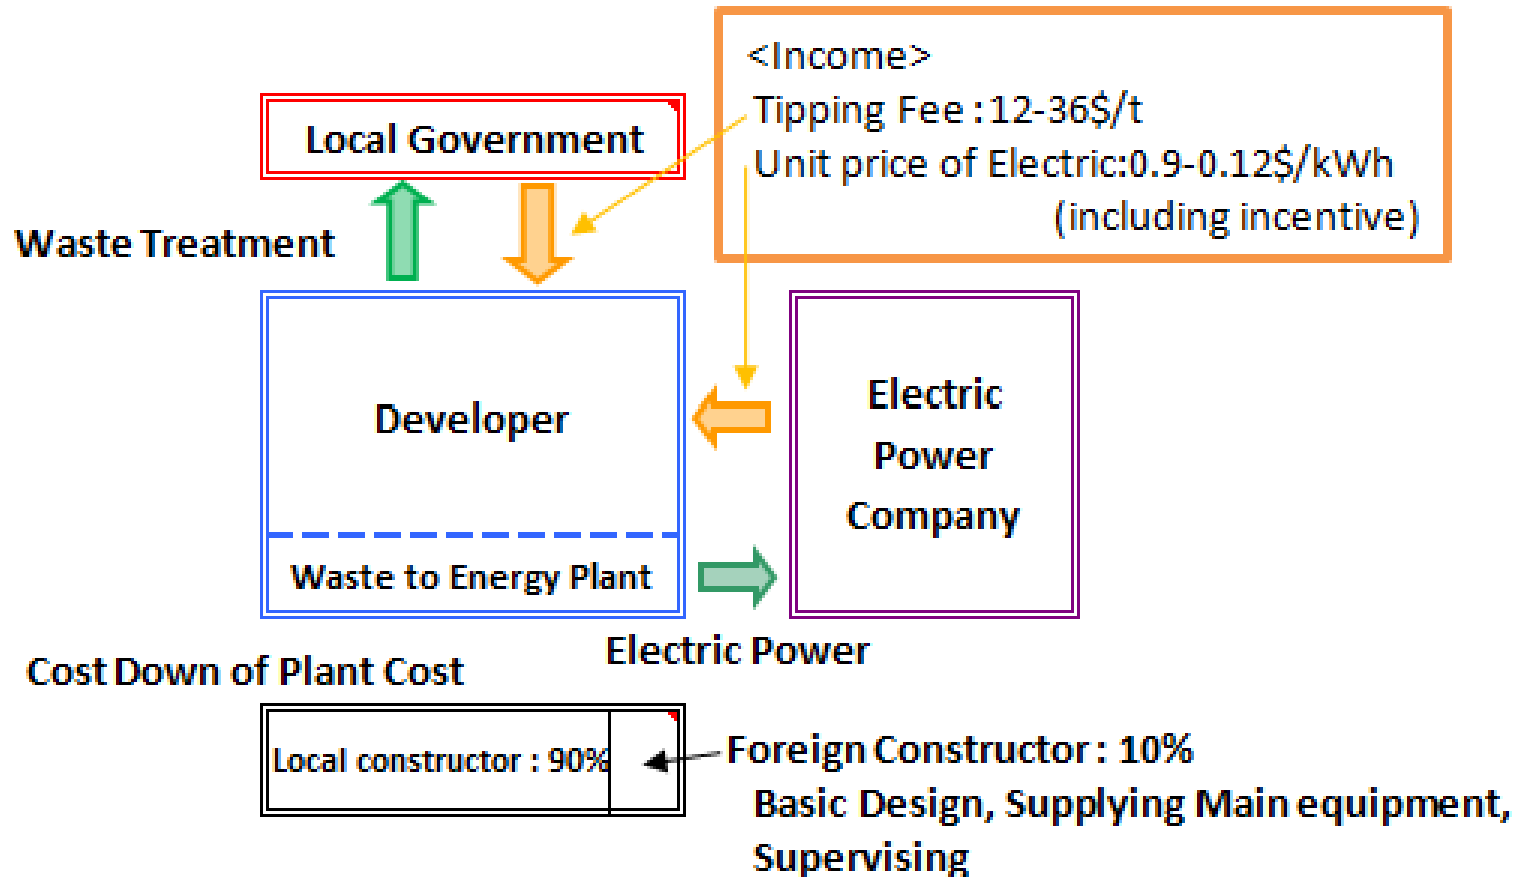 <Income>
Tipping Fee : 12-36$/t
Unit price of Electric:0.9-0.12$/kWh
(including incentive)
Local Government
Waste Treatment
Developer
Electric
Power
Company
Waste to Energy Plant
Electric Power
Cost Down of Plant Cost
Local constructor : 90%
Foreign Constructor : 10%
Basic Design, Supplying Main equipment,
Supervising